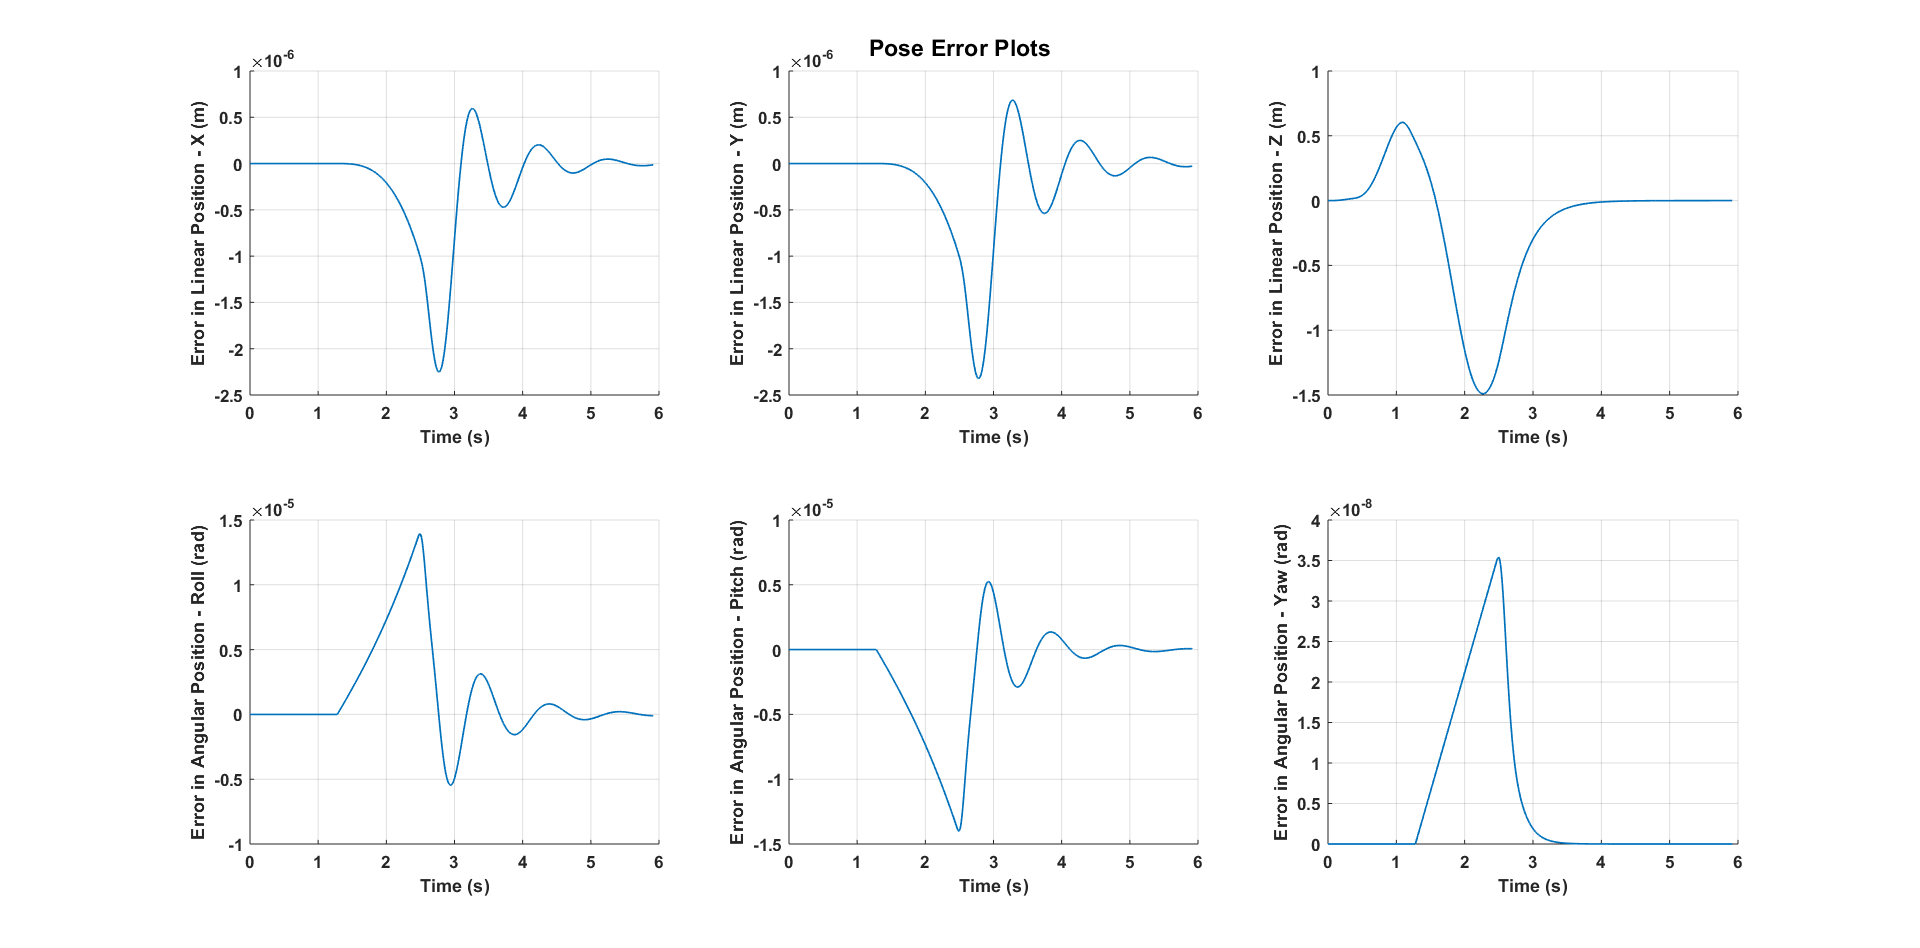 Pose Error Plots
×10-6
1
0.5
0
-0.5
-1
-1.5
-2
-2.5
0 1 2 3 4 5 6
Time (s)
Error in Linear Position - X (m)
×10-6
1
0.5
0
-0.5
-1
-1.5
-2
-2.5
0 1 2 3 4 5 6
Time (s)
Error in Linear Position - Y (m)
1
0.5
0
-0.5
-1
-1.5
0 1 2 3 4 5 6
Time (s)
Error in Linear Position - Z (m)
×10-5
1.5
1
0.5
0
-0.5
-1
0 1 2 3 4 5 6
Time (s)
Error in Angular Position - Roll (rad)
×10-5
1
0.5
0
-0.5
-1
-1.5
0 1 2 3 4 5 6
Time (s)
Error in Angular Position - Pitch (rad)
×10-8
4
3.5
3
2.5
2
1.5
1
0.5
0
0 1 2 3 4 5 6
Time (s)
Error in Angular Position - Yaw (rad)